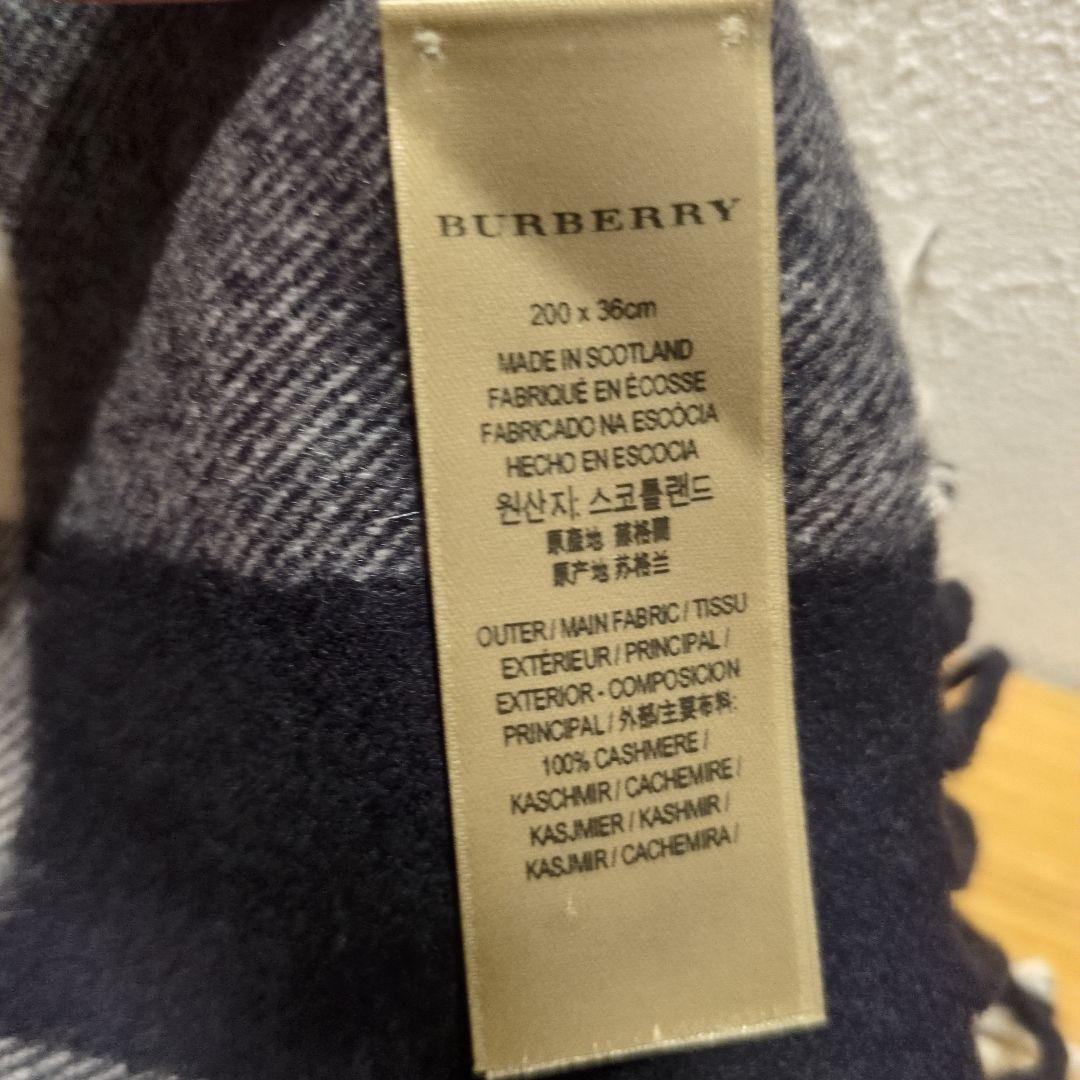 BURBERRY
200 x 36cm
MADE IN SCOTLAND
FABRIQUÉ EN ÉCOSSE
FABRICADO NA ESCÓCIA
HECHO EN ESCOCIA
원산지: 스코틀랜드
原產地 蘇格蘭
原产地 苏格兰
OUTER / MAIN FABRIC / TISSU
EXTÉRIEUR / PRINCIPAL /
EXTERIOR - COMPOSICION
PRINCIPAL / 外部/主要布料:
100% CASHMERE /
KASCHMIR / CACHEMIRE /
KASJMIER / KASHMIR /
KASJMIR / CACHEMIRA /